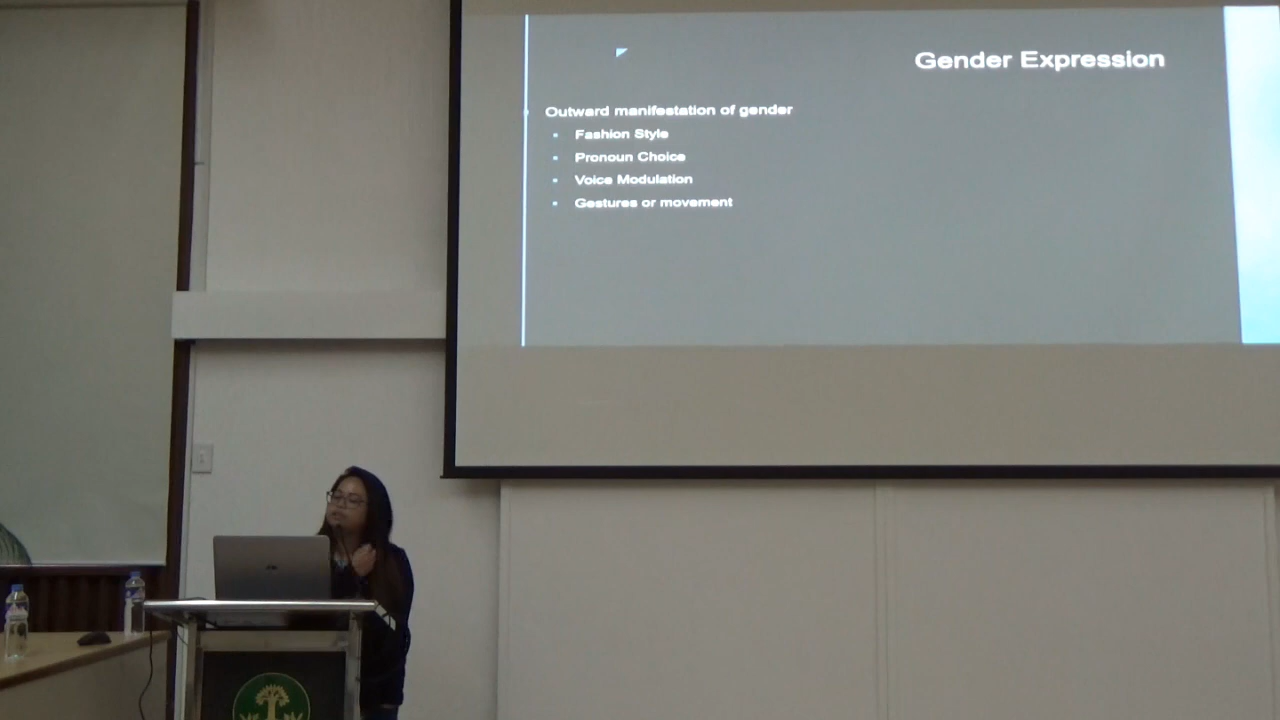 Gender Expression
Outward manifestation of gender
Fashion Style
Pronoun Choice
Voice Modulation
Gestures or movement